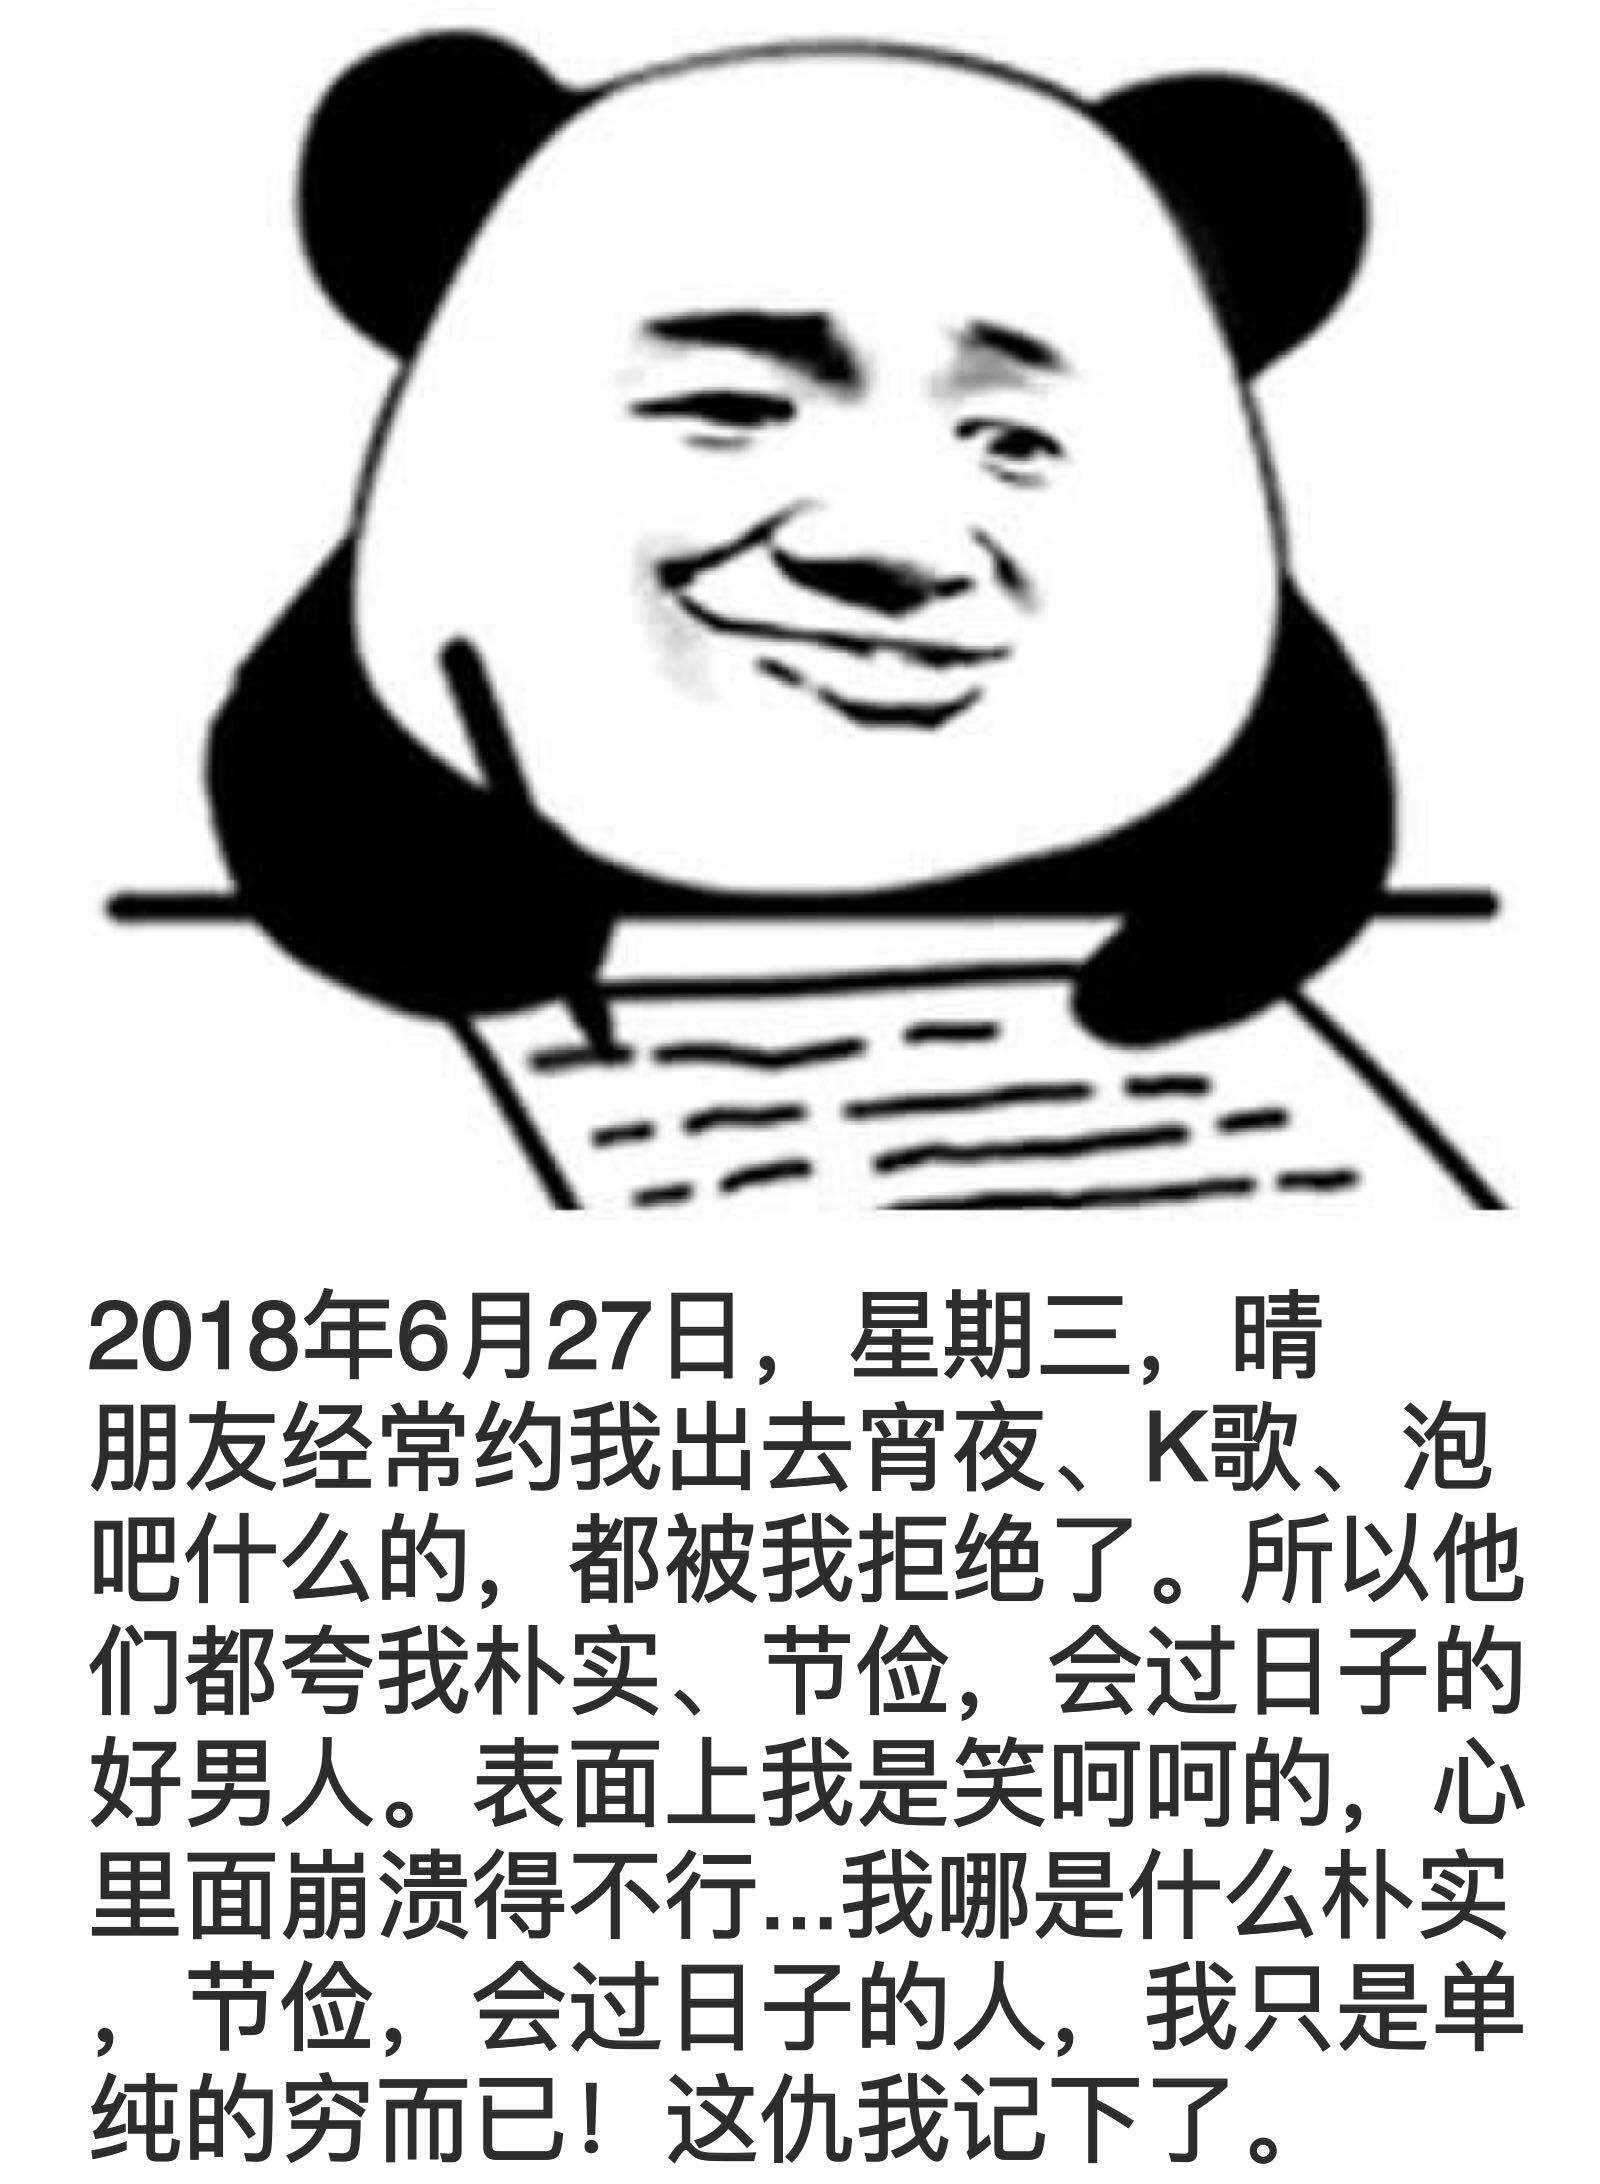 2018年6月27日，星期三，晴
朋友经常约我出去宵夜、K歌、泡
吧什么的，都被我拒绝了。所以他
们都夸我朴实、节俭，会过日子的
好男人。表面上我是笑呵呵的，心
里面崩溃得不行...我哪是什么朴实
，节俭，会过日子的人，我只是单
纯的穷而已！这仇我记下了。